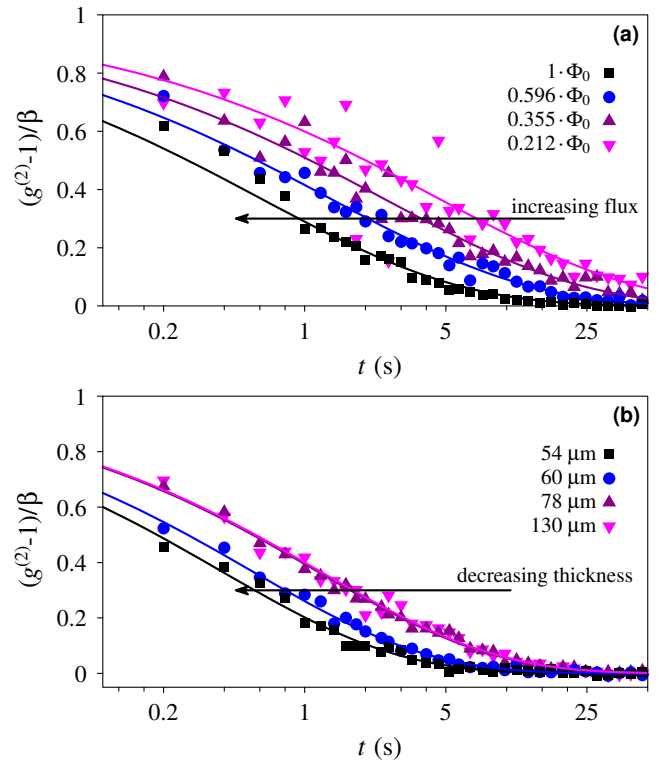 (a)
1
0.8
0.6
0.4
0.2
0
(g⁽²⁾-1)/β
1·Φ₀
0.596·Φ₀
0.355·Φ₀
0.212·Φ₀
increasing flux
0.2 1 5 25
t (s)
(b)
1
0.8
0.6
0.4
0.2
0
(g⁽²⁾-1)/β
54 μm
60 μm
78 μm
130 μm
decreasing thickness
0.2 1 5 25
t (s)